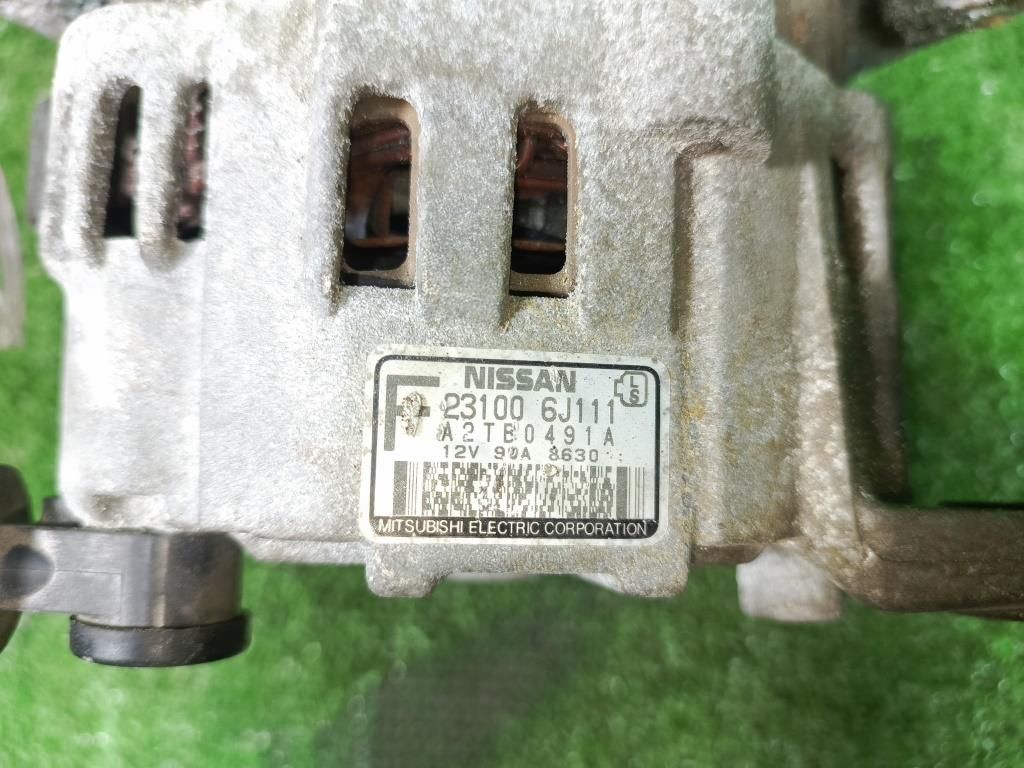 F NISSAN L
S
23100 6J111
A2TB0491A
12V 90A 8630
MITSUBISHI ELECTRIC CORPORATION